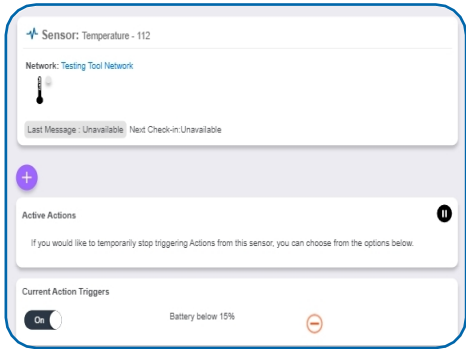 Sensor: Temperature - 112
Network: Testing Tool Network
Last Message : Unavailable Next Check-in:Unavailable
Active Actions
If you would like to temporarily stop triggering Actions from this sensor, you can choose from the options below.
Current Action Triggers
On Battery below 15%